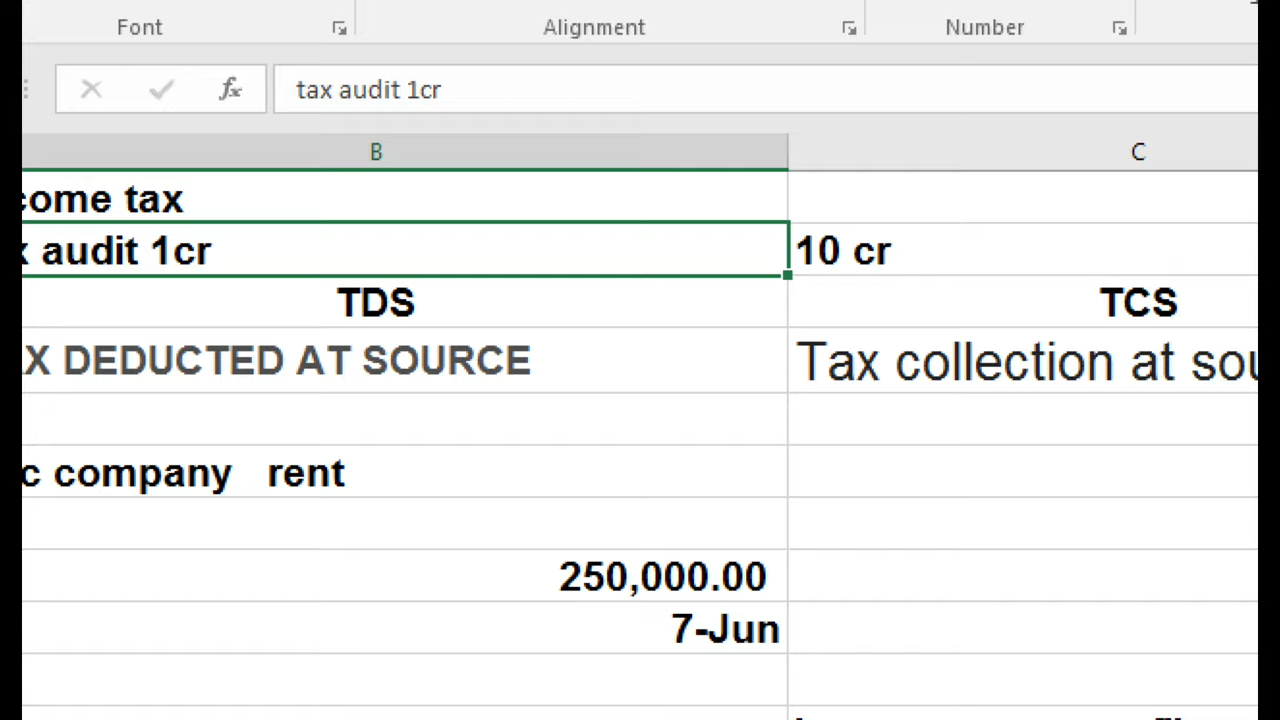 Font Alignment Number
fx tax audit 1cr
B C
come tax
audit 1cr 10 cr
TDS TCS
X DEDUCTED AT SOURCE Tax collection at sou
c company rent
250,000.00
7-Jun